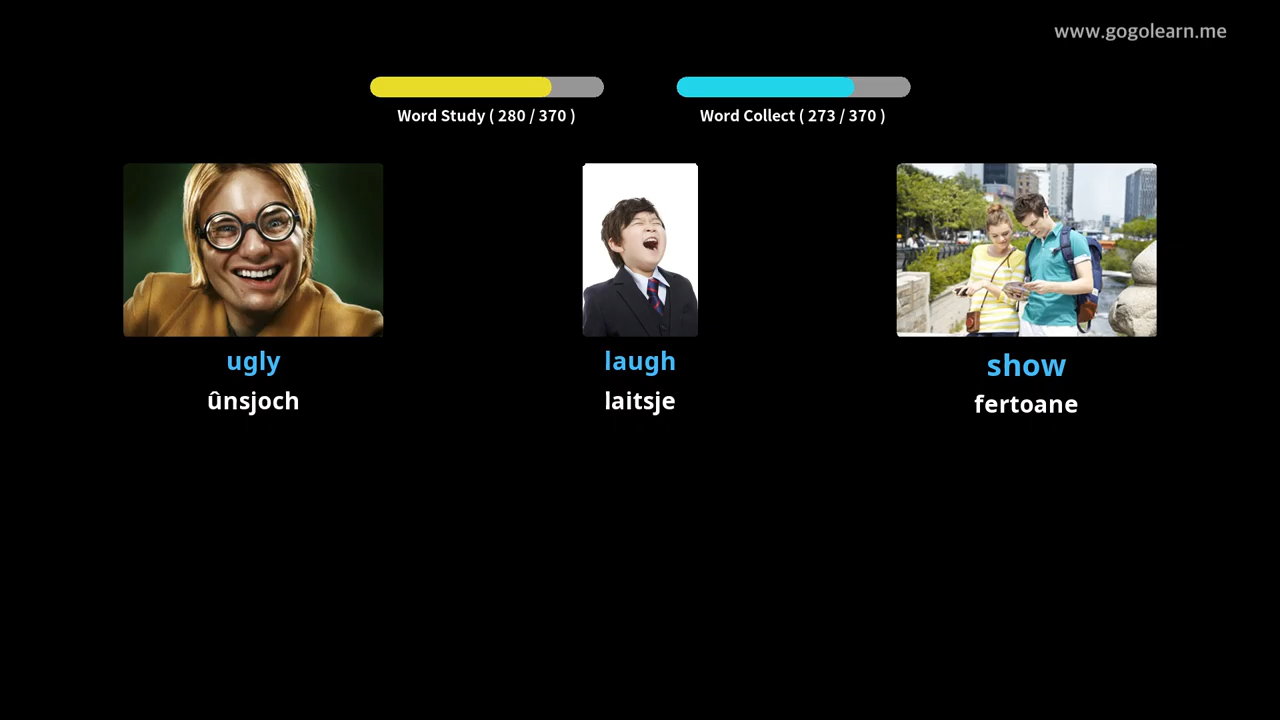 www.gogolearn.me
Word Study ( 280 / 370 )
Word Collect ( 273 / 370 )
ugly
ûnsjoch
laugh
laitsje
show
fertoane